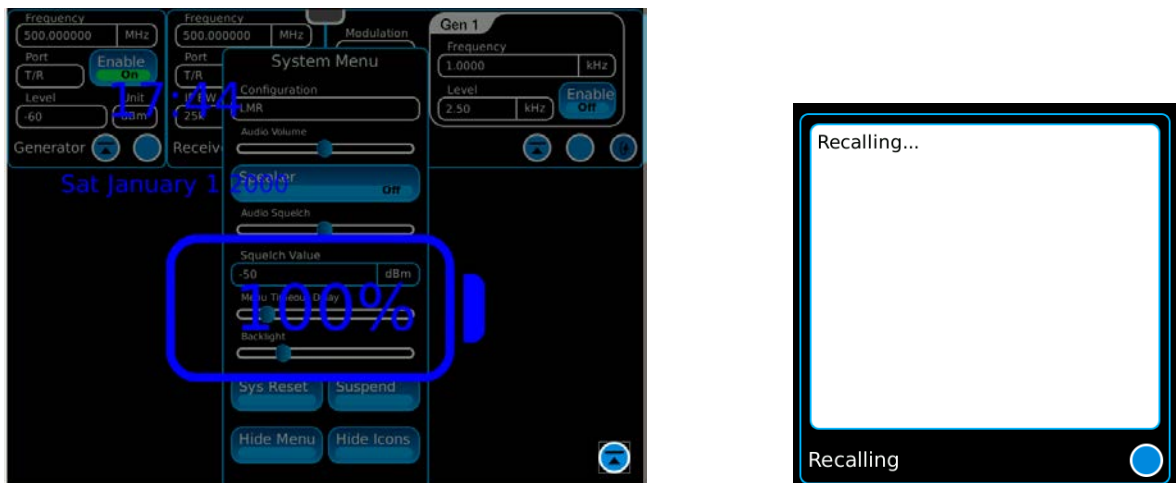 Frequency
500.000000 MHz
Port
T/R
Enable
On
Level
Unit
-60
dBm
Generator
Frequency
500.000000 MHz
Port
T/R
IF BW
25k
Modulation
Gen 1
Frequency
1.0000 kHz
Level
2.50 kHz
Enable
Off
17:44
Sat January 1 2000
System Menu
Configuration
LMR
Audio Volume
Speaker
Off
Audio Squelch
Squelch Value
-50 dBm
Menu Timeout Delay
100%
Backlight
Sys Reset Suspend
Hide Menu Hide Icons
Recalling...
Recalling